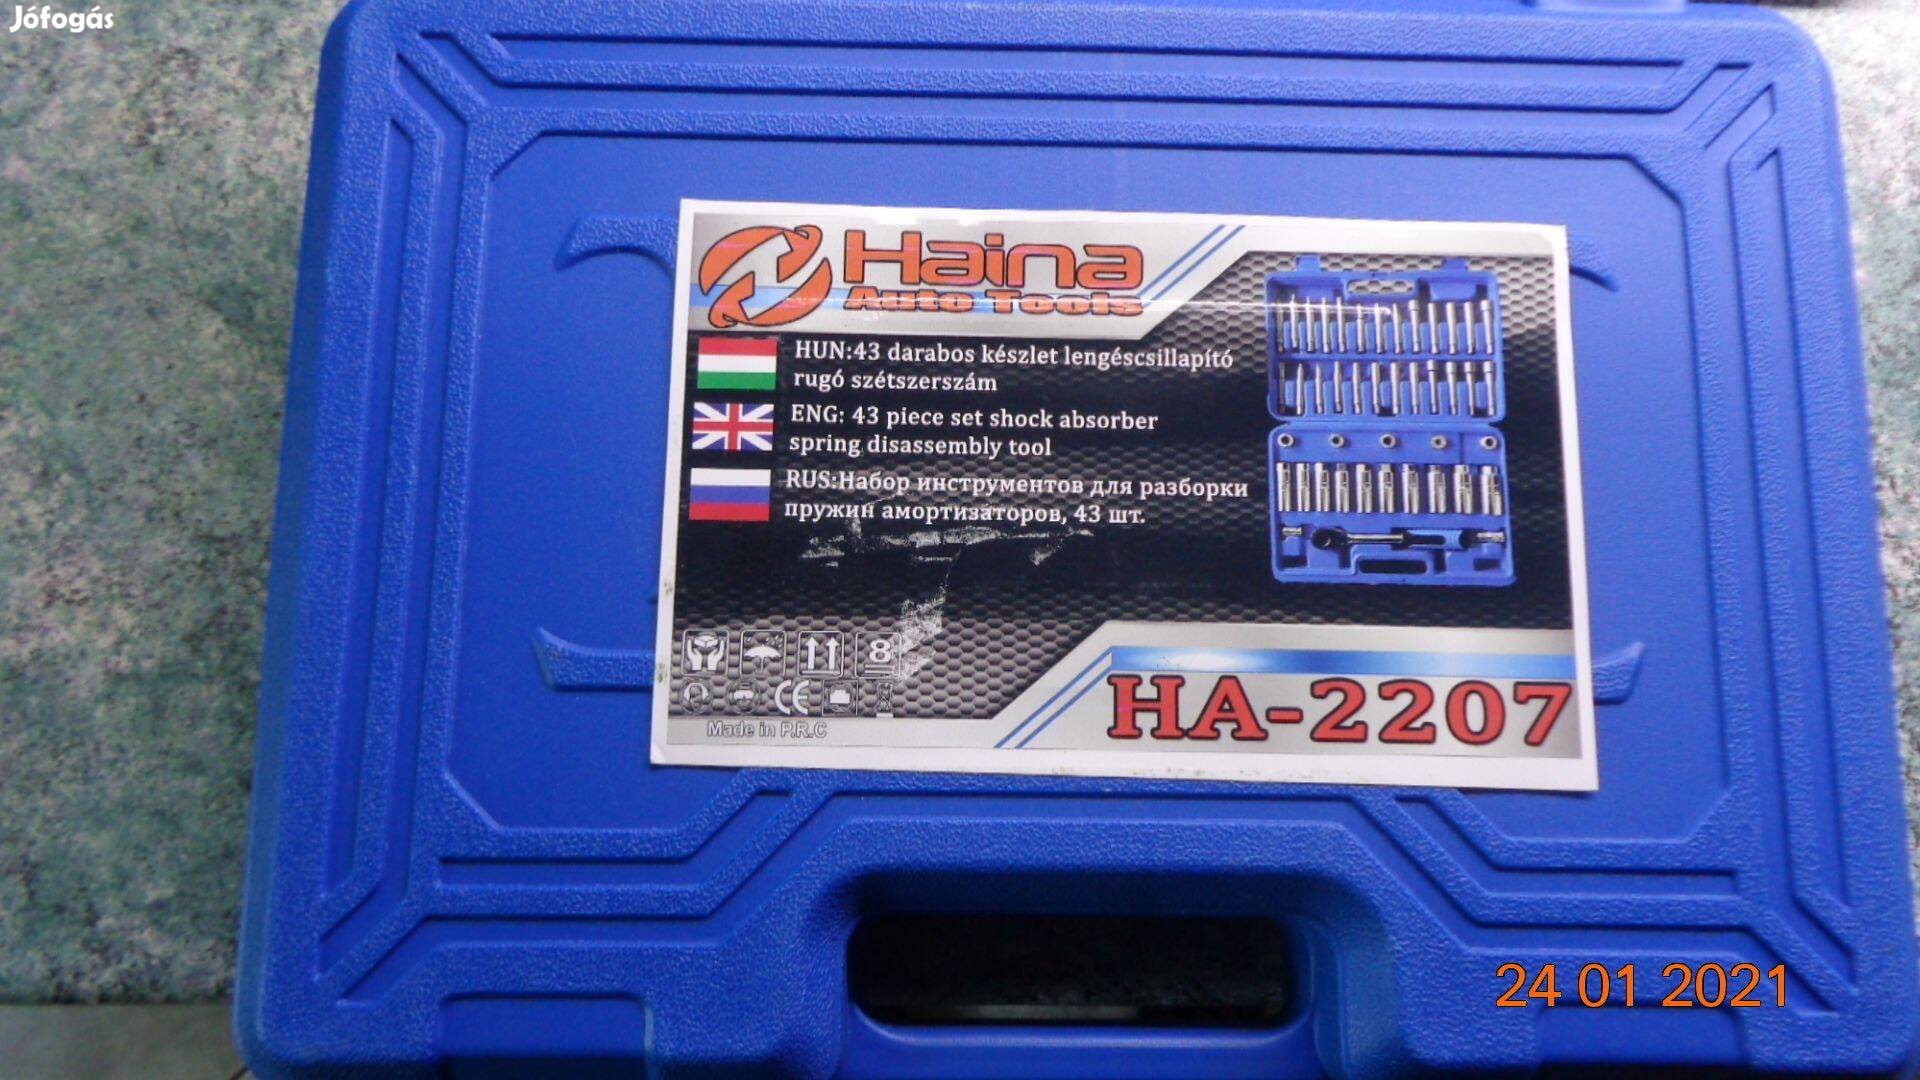 Jófogás
Haina
Auto Tools
HUN:43 darabos készlet lengéscsillapító
rugó szétszerszám
ENG: 43 piece set shock absorber
spring disassembly tool
RUS:Набор инструментов для разборки
пружин амортизаторов, 43 шт.
8
CE
Made in P.R.C
HA-2207
24 01 2021